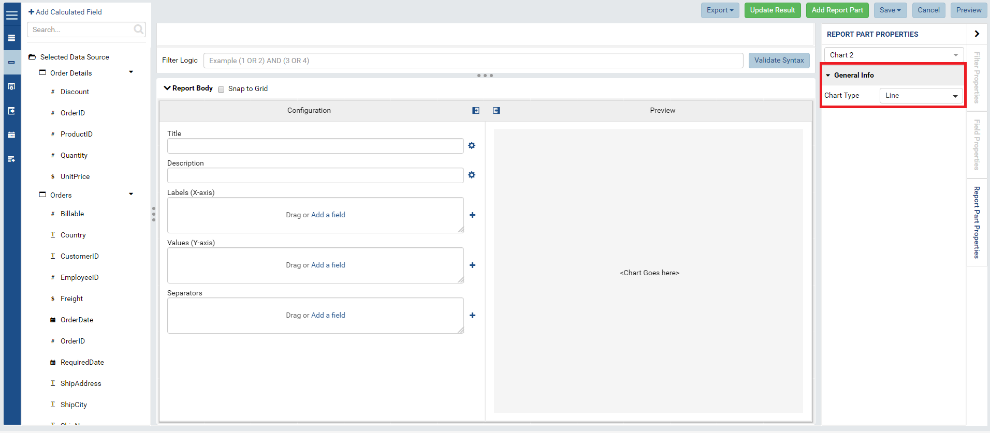 Add Calculated Field
Export
Update Result
Add Report Part
Save
Cancel
Preview
Search...
Selected Data Source
Order Details
# Discount
# OrderID
# ProductID
# Quantity
$ UnitPrice
Orders
# Billable
T Country
T CustomerID
# EmployeeID
$ Freight
OrderDate
# OrderID
RequiredDate
T ShipAddress
T ShipCity
Filter Logic
Example (1 OR 2) AND (3 OR 4)
Validate Syntax
Report Body
Snap to Grid
Configuration
Preview
Title
Description
Labels (X-axis)
Drag or Add a field
Values (Y-axis)
Drag or Add a field
Separators
Drag or Add a field
<Chart Goes here>
REPORT PART PROPERTIES
Chart 2
General Info
Chart Type
Line
Filter Properties
Field Properties
Report Part Properties